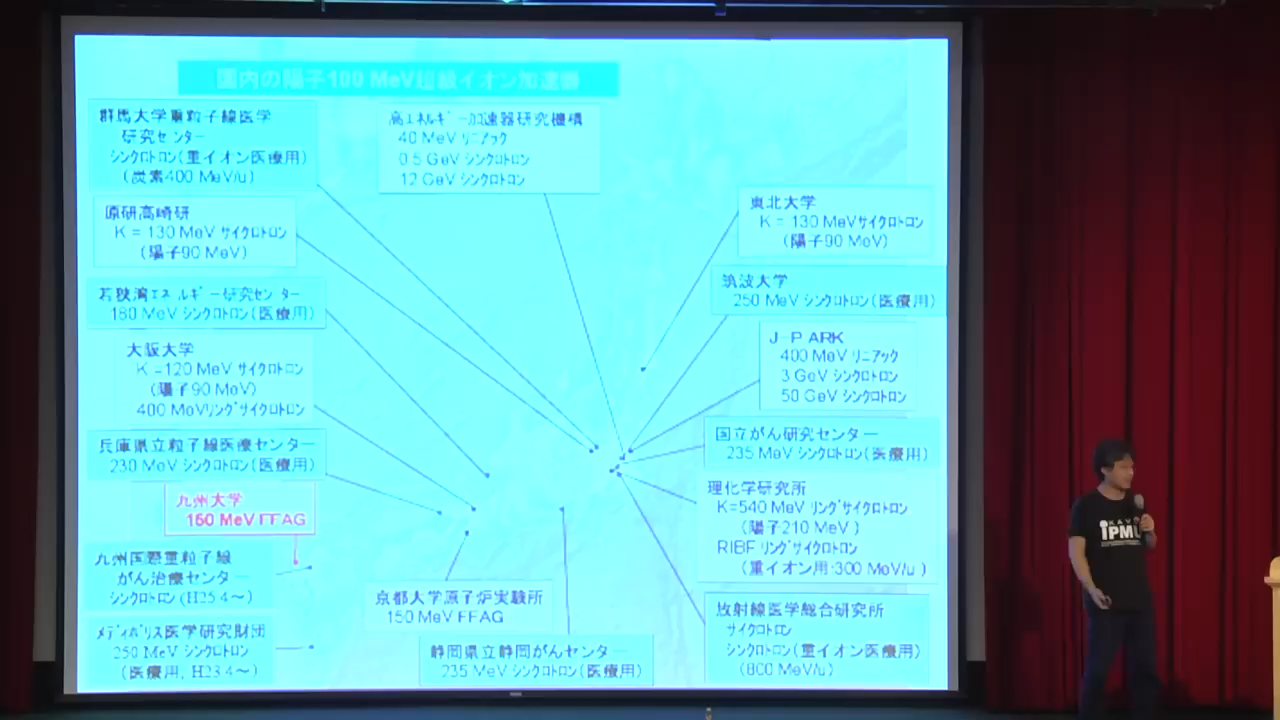 国内の陽子100 MeV超級イオン加速器
群馬大学重粒子線医学
研究センター
シンクロトロン(重イオン医療用)
(炭素400 MeV/u)
高エネルギー加速器研究機構
40 MeV リニアック
0.5 GeV シンクロトロン
12 GeV シンクロトロン
原研高崎研
K = 130 MeV サイクロトロン
(陽子90 MeV)
東北大学
K = 130 MeVサイクロトロン
(陽子90 MeV)
若狭湾エネルギー研究センター
180 MeV シンクロトロン(医療用)
筑波大学
250 MeV シンクロトロン(医療用)
大阪大学
K =120 MeV サイクロトロン
(陽子90 MeV)
400 MeVリングサイクロトロン
J-PARK
400 MeV リニアック
3 GeV シンクロトロン
50 GeV シンクロトロン
兵庫県立粒子線医療センター
230 MeV シンクロトロン(医療用)
国立がん研究センター
235 MeV シンクロトロン(医療用)
九州大学
150 MeV FFAG
理化学研究所
K=540 MeV リングサイクロトロン
(陽子210 MeV )
RIBF リングサイクロトロン
(重イオン用:300 MeV/u )
九州国際重粒子線
がん治療センター
シンクロトロン(H25.4~)
京都大学原子炉実験所
150 MeV FFAG
メディポリス医学研究財団
250 MeV シンクロトロン
(医療用, H23.4~)
静岡県立静岡がんセンター
235 MeV シンクロトロン(医療用)
放射線医学総合研究所
サイクロトロン
シンクロトロン(重イオン医療用)
(800 MeV/u)
KAVLI
IPMU